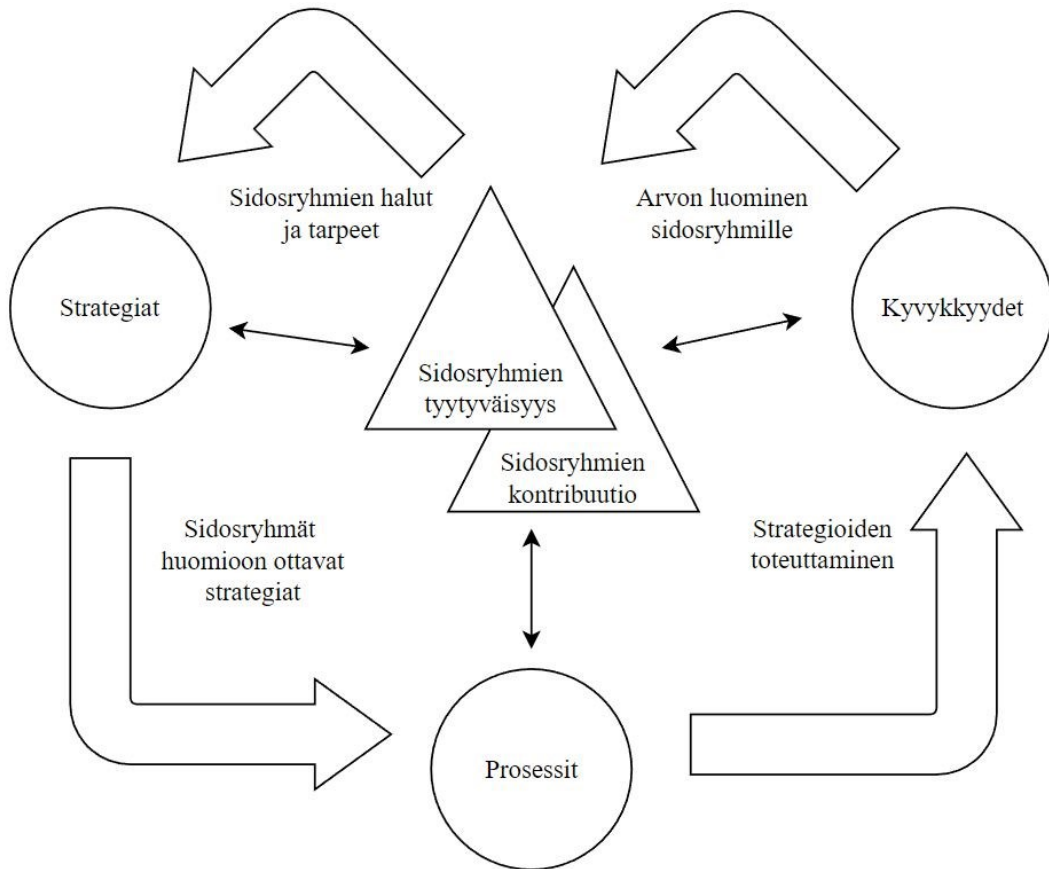 Sidosryhmien halut
ja tarpeet
Arvon luominen
sidosryhmille
Strategiat
Kyvykkyydet
Sidosryhmien
tyytyväisyys
Sidosryhmien
kontribuutio
Sidosryhmät
huomioon ottavat
strategiat
Strategioiden
toteuttaminen
Prosessit